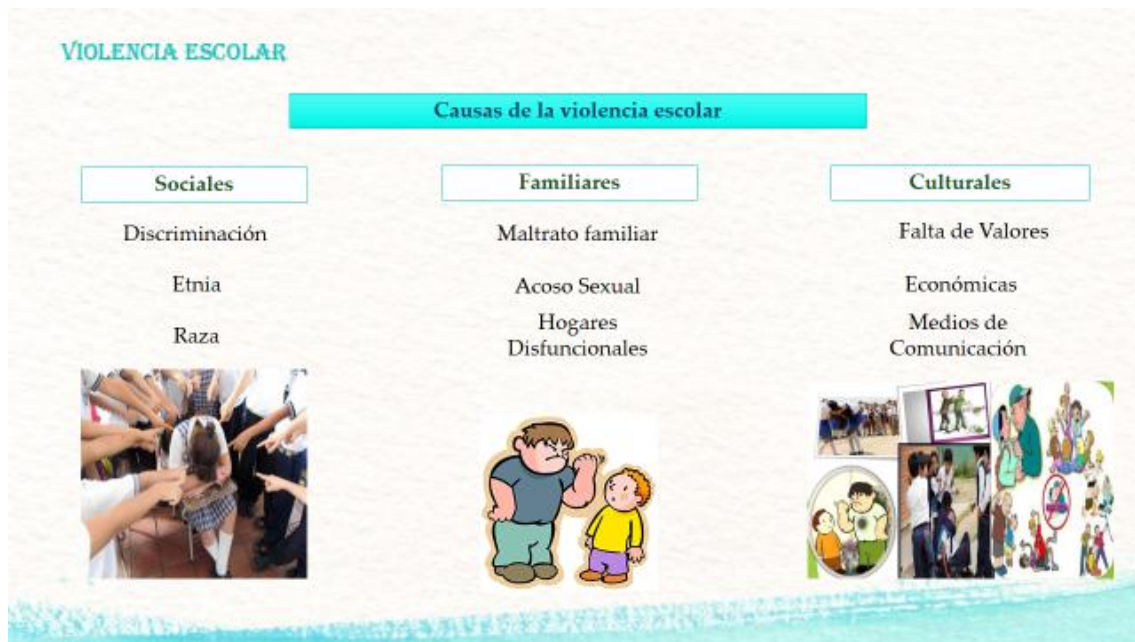 VIOLENCIA ESCOLAR
Causas de la violencia escolar
Sociales
Discriminación
Etnia
Raza
Familiares
Maltrato familiar
Acoso Sexual
Hogares
Disfuncionales
Culturales
Falta de Valores
Económicas
Medios de
Comunicación